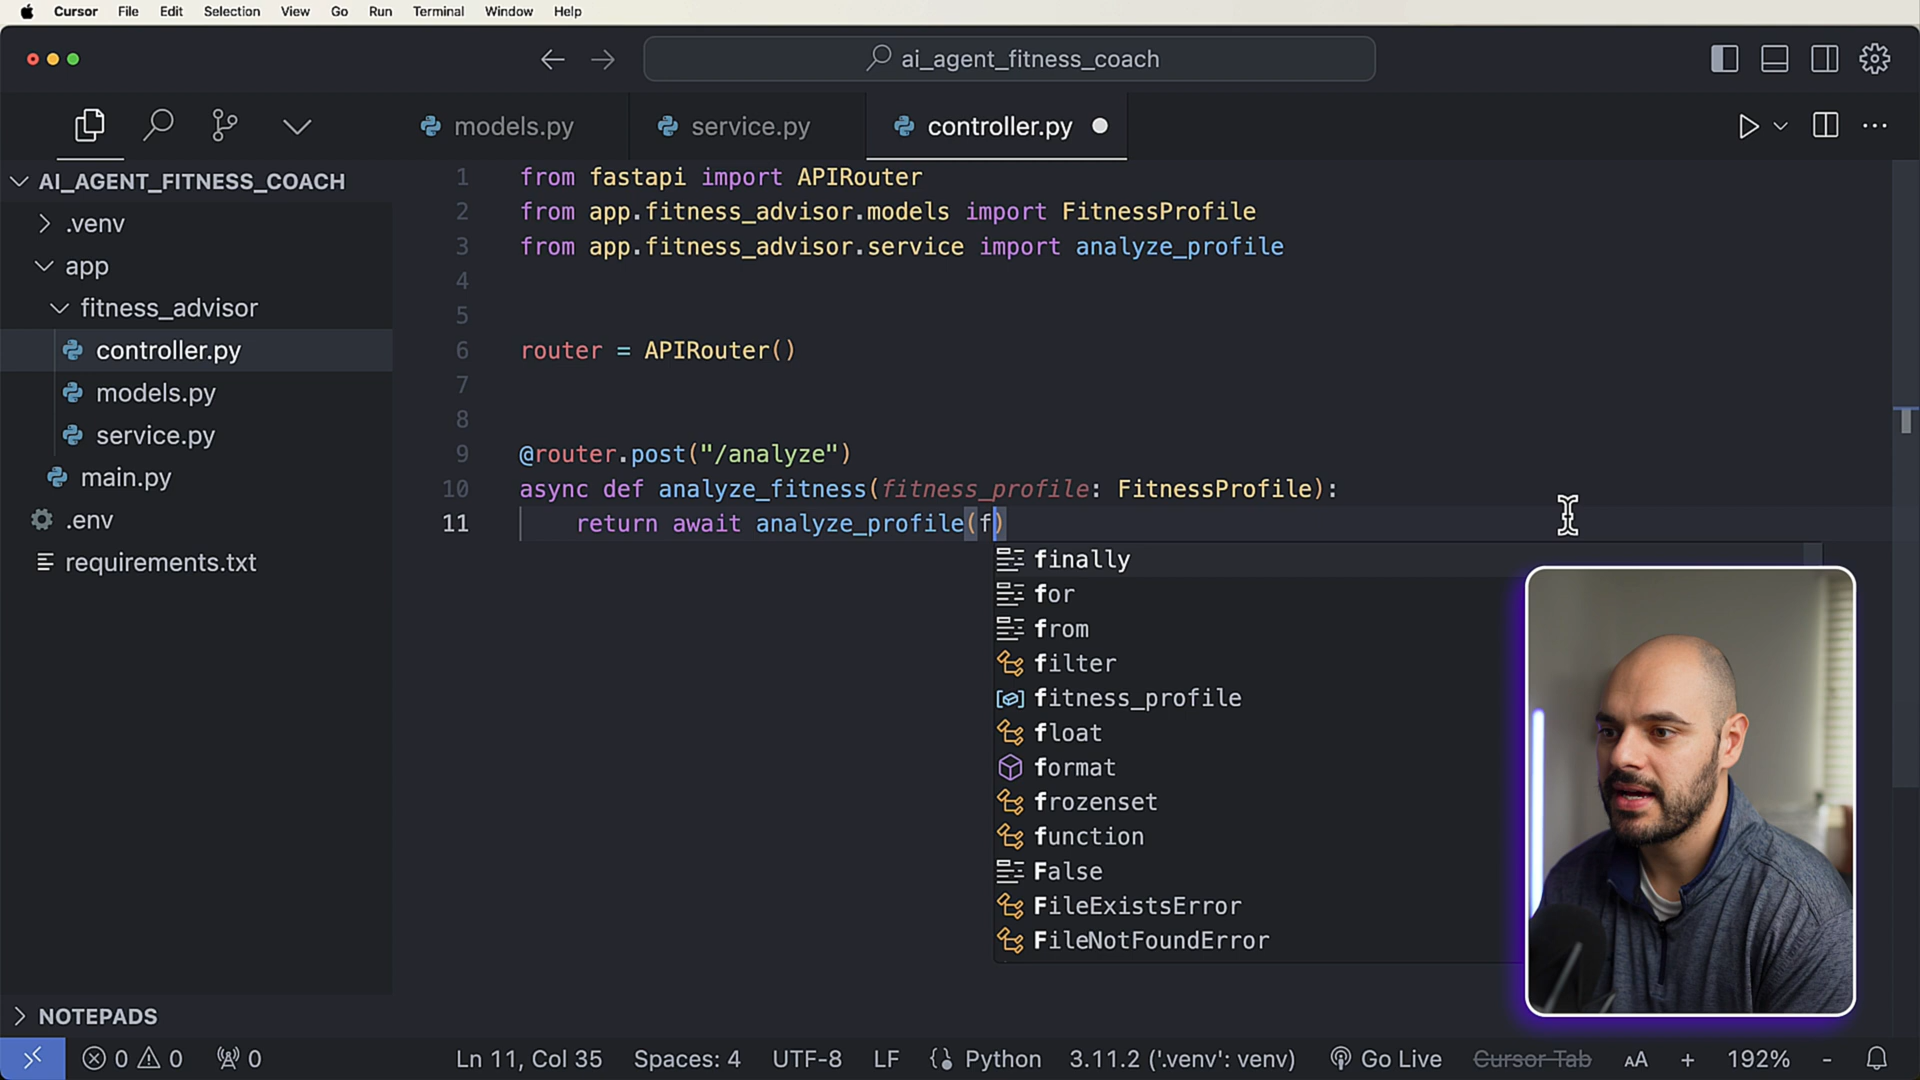 Cursor File Edit Selection View Go Run Terminal Window Help
ai_agent_fitness_coach
models.py service.py controller.py
AI_AGENT_FITNESS_COACH
.venv
app
fitness_advisor
controller.py
models.py
service.py
main.py
.env
requirements.txt
NOTEPADS
1 from fastapi import APIRouter
2 from app.fitness_advisor.models import FitnessProfile
3 from app.fitness_advisor.service import analyze_profile
4
5
6 router = APIRouter()
7
8
9 @router.post("/analyze")
10 async def analyze_fitness(fitness_profile: FitnessProfile):
11 return await analyze_profile(f)
finally
for
from
filter
fitness_profile
float
format
frozenset
function
False
FileExistsError
FileNotFoundError
0 0 0 Ln 11, Col 35 Spaces: 4 UTF-8 LF Python 3.11.2 ('.venv': venv) Go Live Cursor Tab AA + 192% -